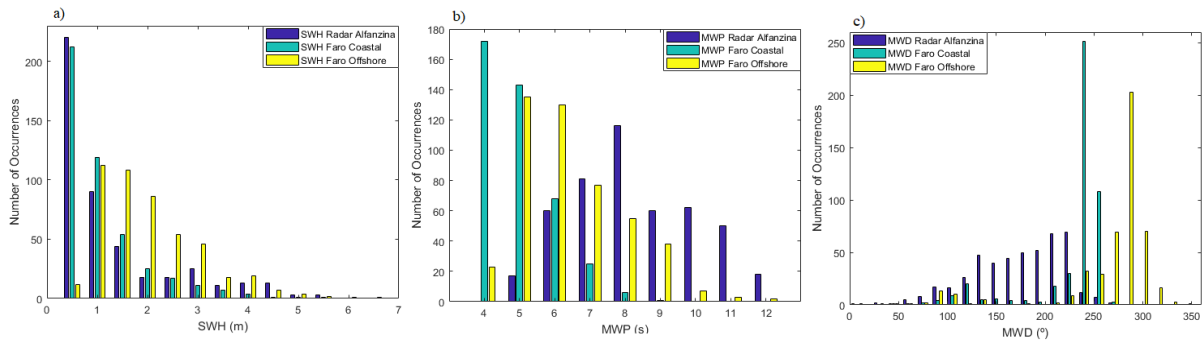 a)
SWH Radar Alfanzina
SWH Faro Coastal
SWH Faro Offshore
Number of Occurrences
200
150
100
50
0
0 1 2 3 4 5 6 7
SWH (m)
b)
MWP Radar Alfanzina
MWP Faro Coastal
MWP Faro Offshore
Number of Occurrences
180
160
140
120
100
80
60
40
20
0
4 5 6 7 8 9 10 11 12
MWP (s)
c)
MWD Radar Alfanzina
MWD Faro Coastal
MWD Faro Offshore
Number of Occurrences
250
200
150
100
50
0
0 50 100 150 200 250 300 350
MWD (º)